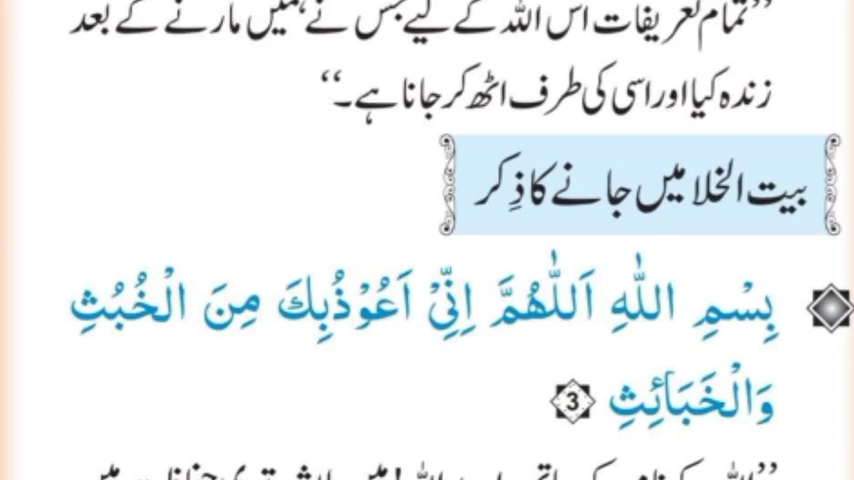 ”تمام تعریفات اس اللہ کے لیے جس نے ہمیں مارنے کے بعد
زندہ کیا اور اسی کی طرف اٹھ کر جانا ہے۔“
بیت الخلا میں جانے کا ذِکر
بِسْمِ اللّٰهِ اَللّٰهُمَّ اِنِّيْ اَعُوْذُبِكَ مِنَ الْخُبُثِ
وَالْخَبَائِثِ 3